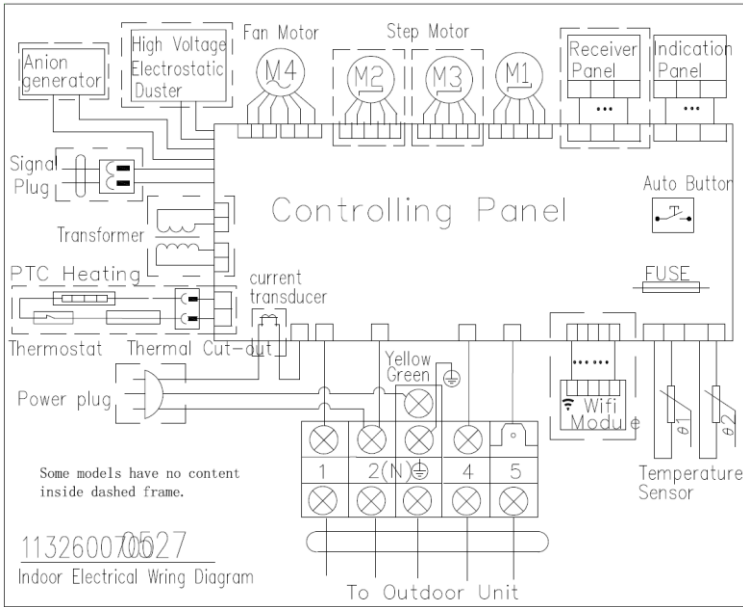 Anion
generator
High Voltage
Electrostatic
Duster
Fan Motor
M4
Step Motor
M2
M3
M1
Receiver
Panel
Indication
Panel
Signal
Plug
Transformer
Controlling Panel
Auto Button
FUSE
PTC Heating
Thermostat
Thermal Cut-out
current
transducer
Power plug
Yellow
Green
Wifi
Module
θ1
θ2
Temperature
Sensor
1
2(N)
4
5
Some models have no content
inside dashed frame.
Indoor Electrical Wring Diagram
To Outdoor Unit